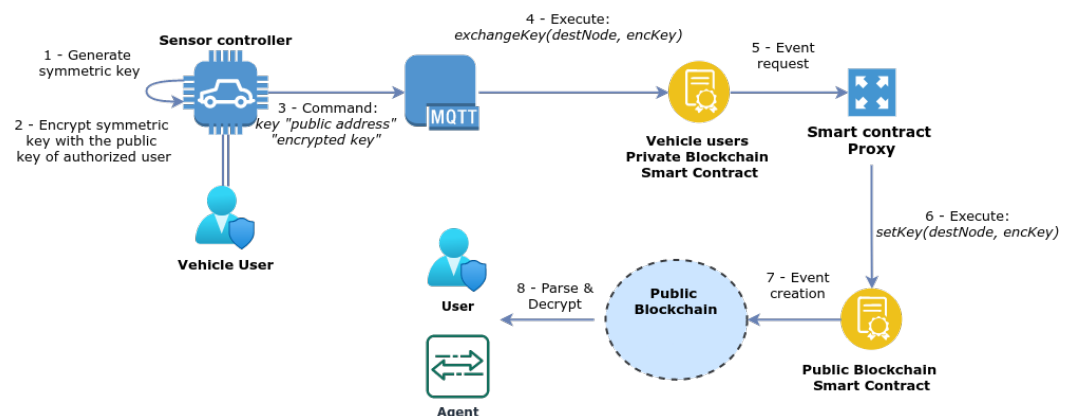 Sensor controller
1 - Generate
symmetric key
2 - Encrypt symmetric
key with the public
key of authorized user
Vehicle User
3 - Command:
key "public address"
"encrypted key"
MQTT
4 - Execute:
exchangeKey(destNode, encKey)
Vehicle users
Private Blockchain
Smart Contract
5 - Event
request
Smart contract
Proxy
6 - Execute:
setKey(destNode, encKey)
Public Blockchain
Smart Contract
7 - Event
creation
Public
Blockchain
8 - Parse &
Decrypt
User
Agent